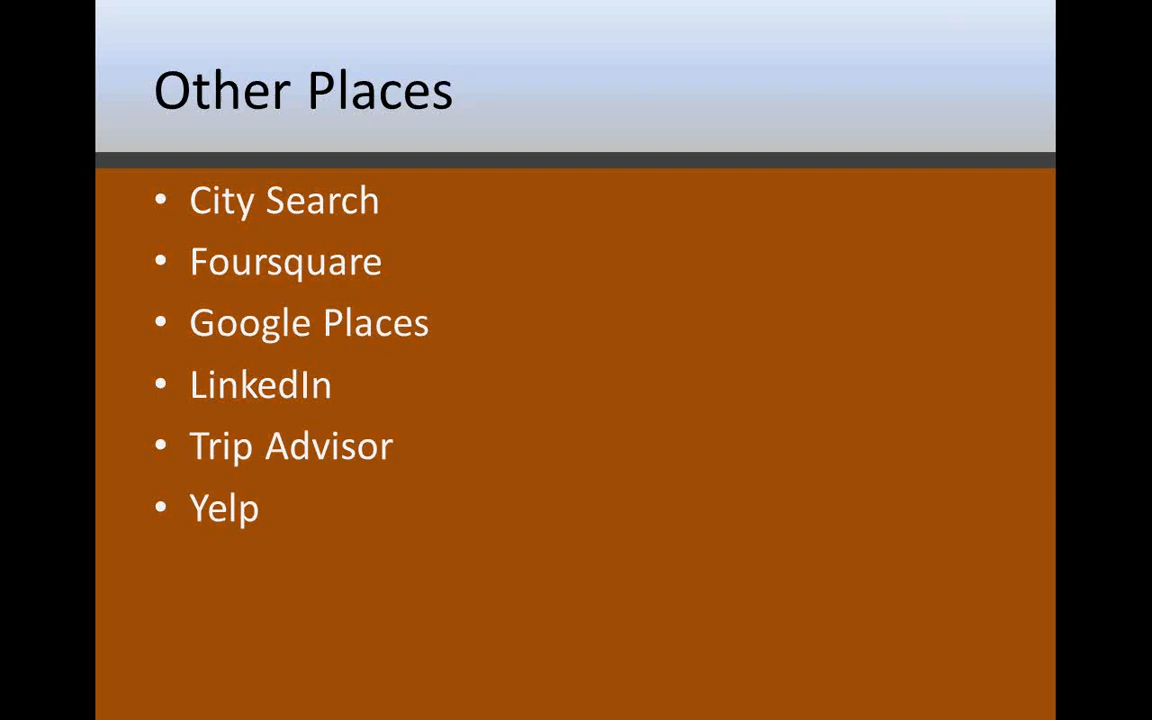 Other Places
• City Search
• Foursquare
• Google Places
• LinkedIn
• Trip Advisor
• Yelp